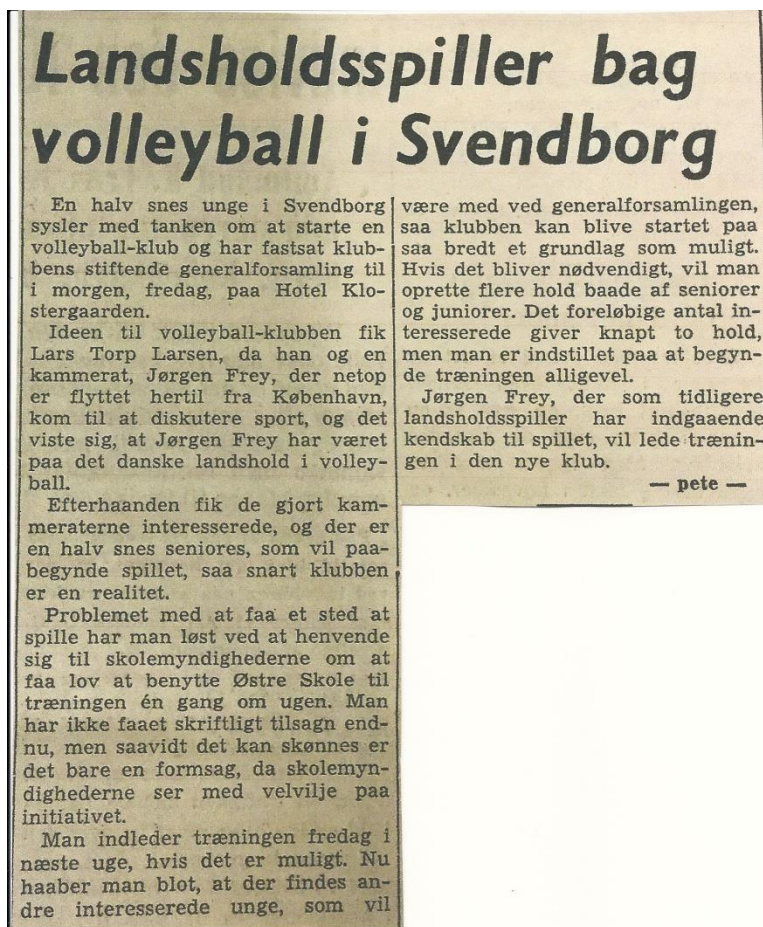 Landsholdsspiller bag
volleyball i Svendborg
En halv snes unge i Svendborg
sysler med tanken om at starte en
volleyball-klub og har fastsat klub-
bens stiftende generalforsamling til
i morgen, fredag, paa Hotel Klo-
stergaarden.
Ideen til volleyball-klubben fik
Lars Torp Larsen, da han og en
kammerat, Jørgen Frey, der netop
er flyttet hertil fra København,
kom til at diskutere sport, og det
viste sig, at Jørgen Frey har været
paa det danske landshold i volley-
ball.
Efterhaanden fik de gjort kam-
meraterne interesserede, og der er
en halv snes seniores, som vil paa-
begynde spillet, saa snart klubben
er en realitet.
Problemet med at faa et sted at
spille har man løst ved at henvende
sig til skolemyndighederne om at
faa lov at benytte Østre Skole til
træningen én gang om ugen. Man
har ikke faaet skriftligt tilsagn end-
nu, men saavidt det kan skønnes er
det bare en formsag, da skolemyn-
dighederne ser med velvilje paa
initiativet.
Man indleder træningen fredag i
næste uge, hvis det er muligt. Nu
haaber man blot, at der findes an-
dre interesserede unge, som vil
være med ved generalforsamlingen,
saa klubben kan blive startet paa
saa bredt et grundlag som muligt.
Hvis det bliver nødvendigt, vil man
oprette flere hold baade af seniorer
og juniorer. Det foreløbige antal in-
teresserede giver knapt to hold,
men man er indstillet paa at begyn-
de træningen alligevel.
Jørgen Frey, der som tidligere
landsholdsspiller har indgaaende
kendskab til spillet, vil lede trænin-
gen i den nye klub.
— pete —